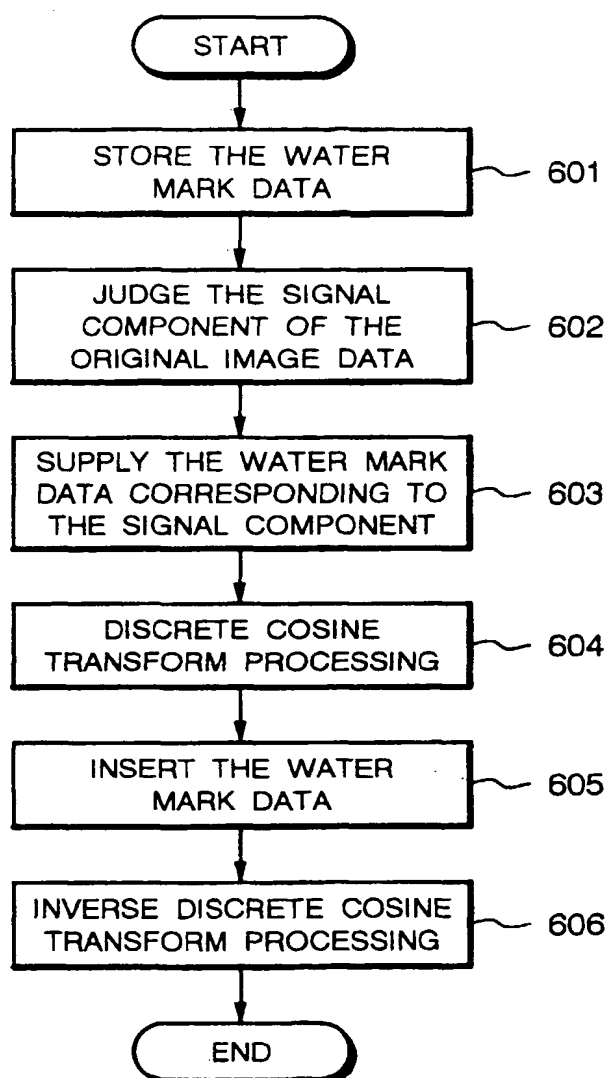 START
STORE THE WATER
MARK DATA
601
JUDGE THE SIGNAL
COMPONENT OF THE
ORIGINAL IMAGE DATA
602
SUPPLY THE WATER MARK
DATA CORRESPONDING TO
THE SIGNAL COMPONENT
603
DISCRETE COSINE
TRANSFORM PROCESSING
604
INSERT THE WATER
MARK DATA
605
INVERSE DISCRETE COSINE
TRANSFORM PROCESSING
606
END